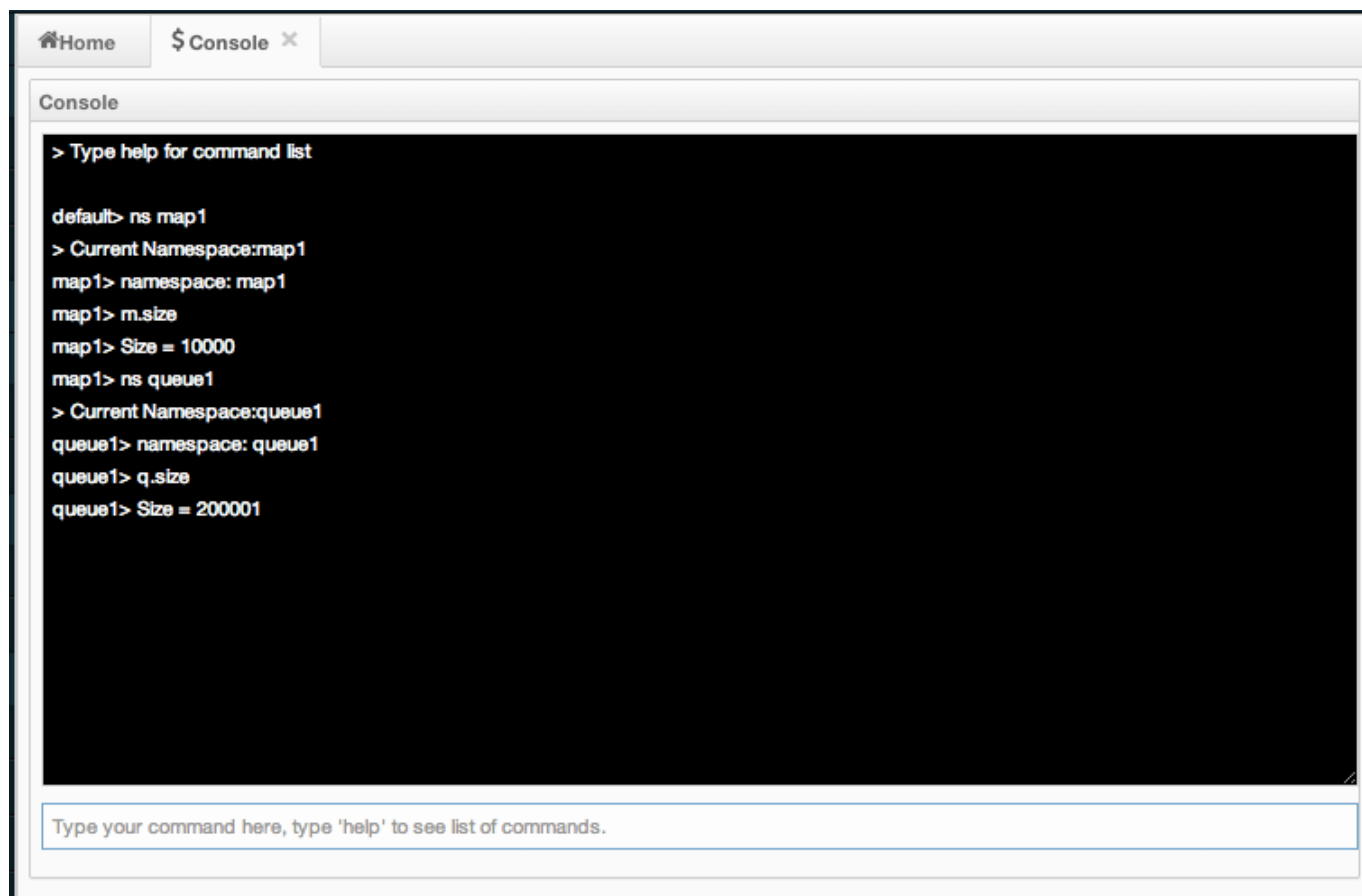 Home
$ Console ×
Console
> Type help for command list
default> ns map1
> Current Namespace:map1
map1> namespace: map1
map1> m.size
map1> Size = 10000
map1> ns queue1
> Current Namespace:queue1
queue1> namespace: queue1
queue1> q.size
queue1> Size = 200001
Type your command here, type 'help' to see list of commands.